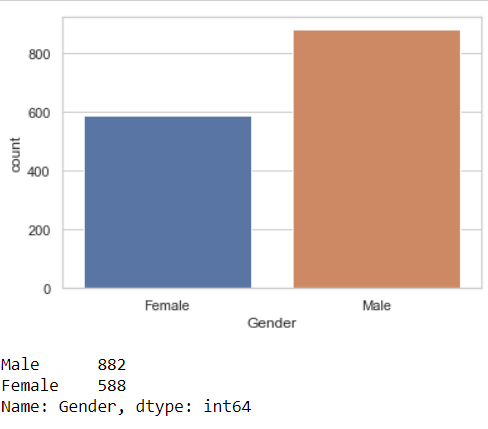 800
600
400
200
0
count
Female Male
Gender
Male 882
Female 588
Name: Gender, dtype: int64